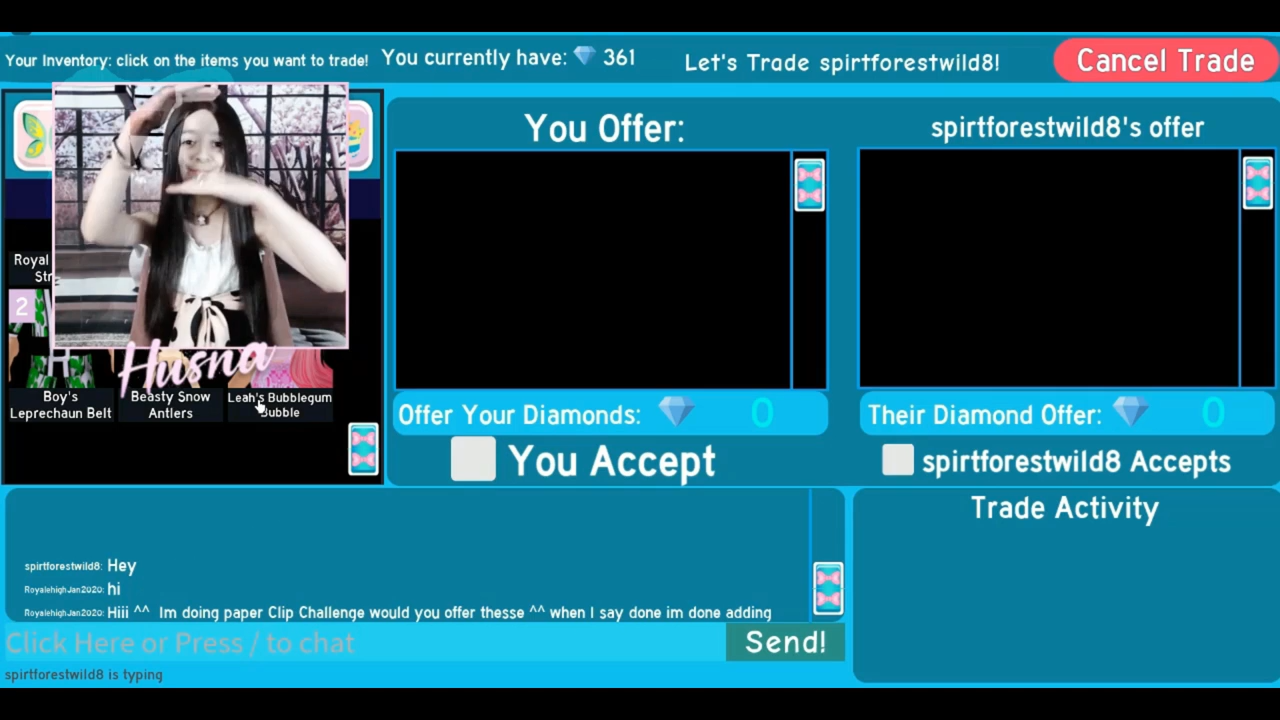 Your Inventory: click on the items you want to trade!
You currently have: 361
Let's Trade spirtforestwild8!
Cancel Trade
You Offer:
spirtforestwild8's offer
Royal
Str
2
Husna
Boy's
Leprechaun Belt
Beasty Snow
Antlers
Leah's Bubblegum
Bubble
Offer Your Diamonds: 0
Their Diamond Offer: 0
You Accept
spirtforestwild8 Accepts
Trade Activity
spirtforestwild8: Hey
RoyalehighJan2020: hi
RoyalehighJan2020: Hiii ^^ Im doing paper Clip Challenge would you offer thesse ^^ when I say done im done adding
Click Here or Press / to chat
Send!
spirtforestwild8 is typing